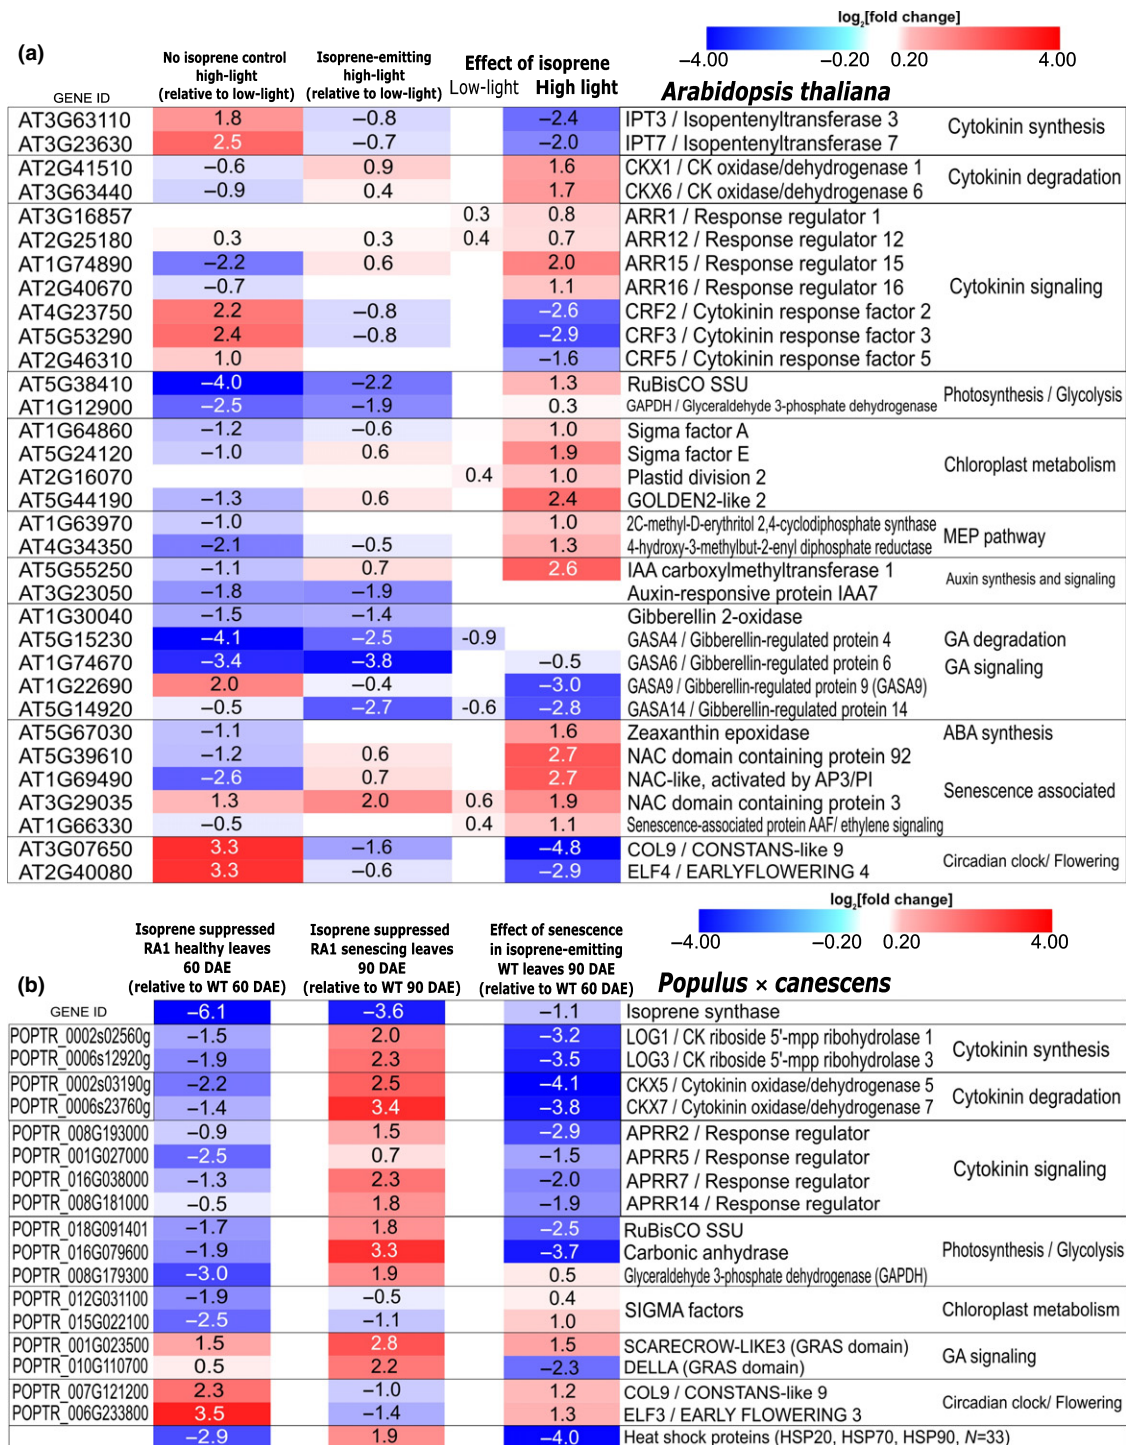 (a)
No isoprene control high-light (relative to low-light)
Isoprene-emitting high-light (relative to low-light)
Effect of isoprene
Low-light High light
log2[fold change]
−4.00 −0.20 0.20 4.00
Arabidopsis thaliana
GENE ID
AT3G63110 1.8 −0.8 −2.4 IPT3 / Isopentenyltransferase 3 Cytokinin synthesis
AT3G23630 2.5 −0.7 −2.0 IPT7 / Isopentenyltransferase 7
AT2G41510 −0.6 0.9 1.6 CKX1 / CK oxidase/dehydrogenase 1 Cytokinin degradation
AT3G63440 −0.9 0.4 1.7 CKX6 / CK oxidase/dehydrogenase 6
AT3G16857 0.3 0.8 ARR1 / Response regulator 1
AT2G25180 0.3 0.3 0.4 0.7 ARR12 / Response regulator 12
AT1G74890 −2.2 0.6 2.0 ARR15 / Response regulator 15
AT2G40670 −0.7 1.1 ARR16 / Response regulator 16 Cytokinin signaling
AT4G23750 2.2 −0.8 −2.6 CRF2 / Cytokinin response factor 2
AT5G53290 2.4 −0.8 −2.9 CRF3 / Cytokinin response factor 3
AT2G46310 1.0 −1.6 CRF5 / Cytokinin response factor 5
AT5G38410 −4.0 −2.2 1.3 RuBisCO SSU Photosynthesis / Glycolysis
AT1G12900 −2.5 −1.9 0.3 GAPDH / Glyceraldehyde 3-phosphate dehydrogenase
AT1G64860 −1.2 −0.6 1.0 Sigma factor A
AT5G24120 −1.0 0.6 1.9 Sigma factor E Chloroplast metabolism
AT2G16070 0.4 1.0 Plastid division 2
AT5G44190 −1.3 0.6 2.4 GOLDEN2-like 2
AT1G63970 −1.0 1.0 2C-methyl-D-erythritol 2,4-cyclodiphosphate synthase MEP pathway
AT4G34350 −2.1 −0.5 1.3 4-hydroxy-3-methylbut-2-enyl diphosphate reductase
AT5G55250 −1.1 0.7 2.6 IAA carboxylmethyltransferase 1 Auxin synthesis and signaling
AT3G23050 −1.8 −1.9 Auxin-responsive protein IAA7
AT1G30040 −1.5 −1.4 Gibberellin 2-oxidase
AT5G15230 −4.1 −2.5 -0.9 GASA4 / Gibberellin-regulated protein 4 GA degradation
AT1G74670 −3.4 −3.8 −0.5 GASA6 / Gibberellin-regulated protein 6 GA signaling
AT1G22690 2.0 −0.4 −3.0 GASA9 / Gibberellin-regulated protein 9 (GASA9)
AT5G14920 −0.5 −2.7 -0.6 −2.8 GASA14 / Gibberellin-regulated protein 14
AT5G67030 −1.1 1.6 Zeaxanthin epoxidase ABA synthesis
AT5G39610 −1.2 0.6 2.7 NAC domain containing protein 92
AT1G69490 −2.6 0.7 2.7 NAC-like, activated by AP3/PI Senescence associated
AT3G29035 1.3 2.0 0.6 1.9 NAC domain containing protein 3
AT1G66330 −0.5 0.4 1.1 Senescence-associated protein AAF/ ethylene signaling
AT3G07650 3.3 −1.6 −4.8 COL9 / CONSTANS-like 9 Circadian clock/ Flowering
AT2G40080 3.3 −0.6 −2.9 ELF4 / EARLYFLOWERING 4
(b)
Isoprene suppressed RA1 healthy leaves 60 DAE (relative to WT 60 DAE)
Isoprene suppressed RA1 senescing leaves 90 DAE (relative to WT 90 DAE)
Effect of senescence in isoprene-emitting WT leaves 90 DAE (relative to WT 60 DAE)
log2[fold change]
−4.00 −0.20 0.20 4.00
Populus × canescens
GENE ID −6.1 −3.6 −1.1 Isoprene synthase
POPTR_0002s02560g −1.5 2.0 −3.2 LOG1 / CK riboside 5'-mpp ribohydrolase 1 Cytokinin synthesis
POPTR_0006s12920g −1.9 2.3 −3.5 LOG3 / CK riboside 5'-mpp ribohydrolase 3
POPTR_0002s03190g −2.2 2.5 −4.1 CKX5 / Cytokinin oxidase/dehydrogenase 5 Cytokinin degradation
POPTR_0006s23760g −1.4 3.4 −3.8 CKX7 / Cytokinin oxidase/dehydrogenase 7
POPTR_008G193000 −0.9 1.5 −2.9 APRR2 / Response regulator
POPTR_001G027000 −2.5 0.7 −1.5 APRR5 / Response regulator Cytokinin signaling
POPTR_016G038000 −1.3 2.3 −2.0 APRR7 / Response regulator
POPTR_008G181000 −0.5 1.8 −1.9 APRR14 / Response regulator
POPTR_018G091401 −1.7 1.8 −2.5 RuBisCO SSU
POPTR_016G079600 −1.9 3.3 −3.7 Carbonic anhydrase Photosynthesis / Glycolysis
POPTR_008G179300 −3.0 1.9 0.5 Glyceraldehyde 3-phosphate dehydrogenase (GAPDH)
POPTR_012G031100 −1.9 −0.5 0.4 SIGMA factors Chloroplast metabolism
POPTR_015G022100 −2.5 −1.1 1.0
POPTR_001G023500 1.5 2.8 1.5 SCARECROW-LIKE3 (GRAS domain) GA signaling
POPTR_010G110700 0.5 2.2 −2.3 DELLA (GRAS domain)
POPTR_007G121200 2.3 −1.0 1.2 COL9 / CONSTANS-like 9 Circadian clock/ Flowering
POPTR_006G233800 3.5 −1.4 1.3 ELF3 / EARLY FLOWERING 3
−2.9 1.9 −4.0 Heat shock proteins (HSP20, HSP70, HSP90, N=33)